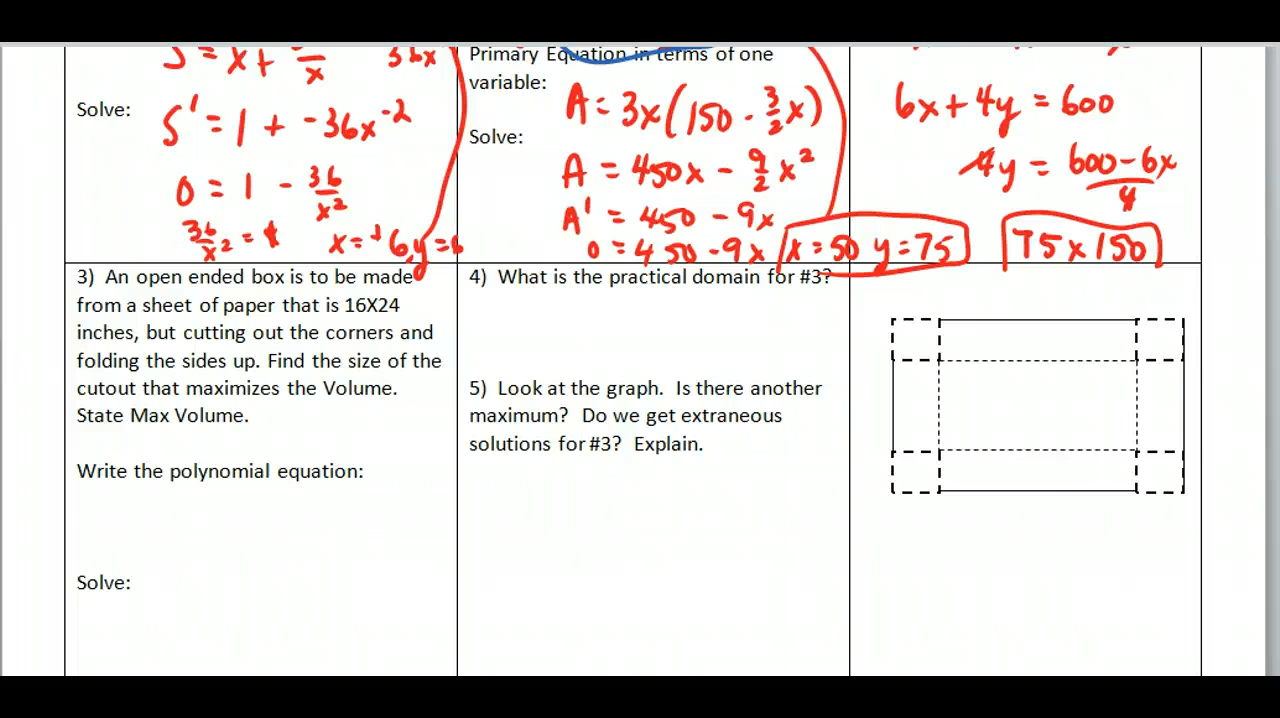 S = x + 
x
36x
Solve:
S' = 1 + -36x^-2
0 = 1 - 36/x^2
36/x^2 = 1
x = +6, y = 6
Primary Equation in terms of one
variable:
A = 3x(150 - 3/2 x)
Solve:
A = 450x - 9/2 x^2
A' = 450 - 9x
0 = 450 - 9x
x = 50 y = 75
6x + 4y = 600
4y = 600 - 6x
4
75 x 150
3) An open ended box is to be made
from a sheet of paper that is 16X24
inches, but cutting out the corners and
folding the sides up. Find the size of the
cutout that maximizes the Volume.
State Max Volume.
Write the polynomial equation:
Solve:
4) What is the practical domain for #3?
5) Look at the graph. Is there another
maximum? Do we get extraneous
solutions for #3? Explain.